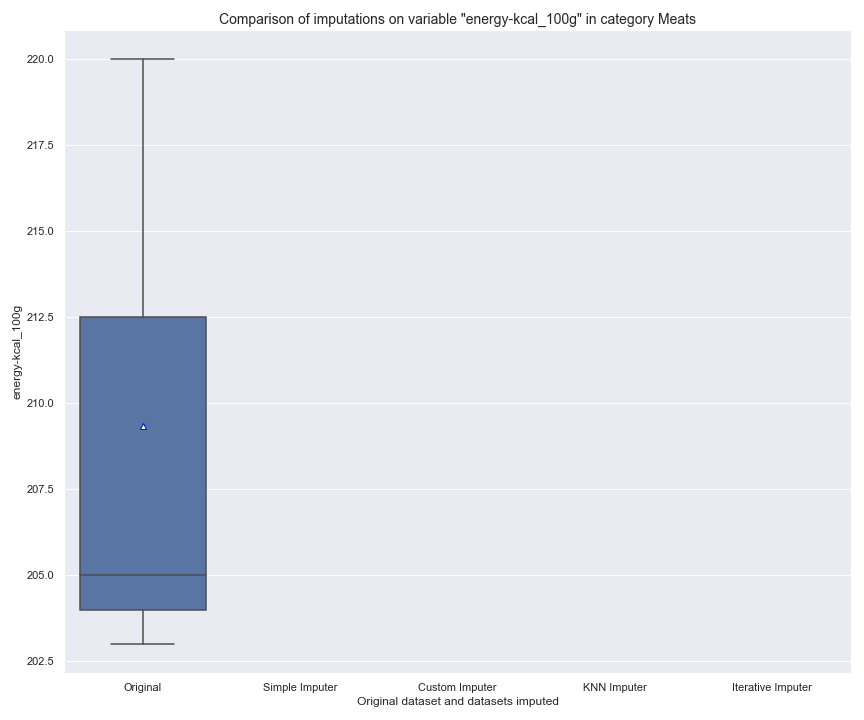 Comparison of imputations on variable "energy-kcal_100g" in category Meats
energy-kcal_100g
220.0
217.5
215.0
212.5
210.0
207.5
205.0
202.5
Original Simple Imputer Custom Imputer KNN Imputer Iterative Imputer
Original dataset and datasets imputed